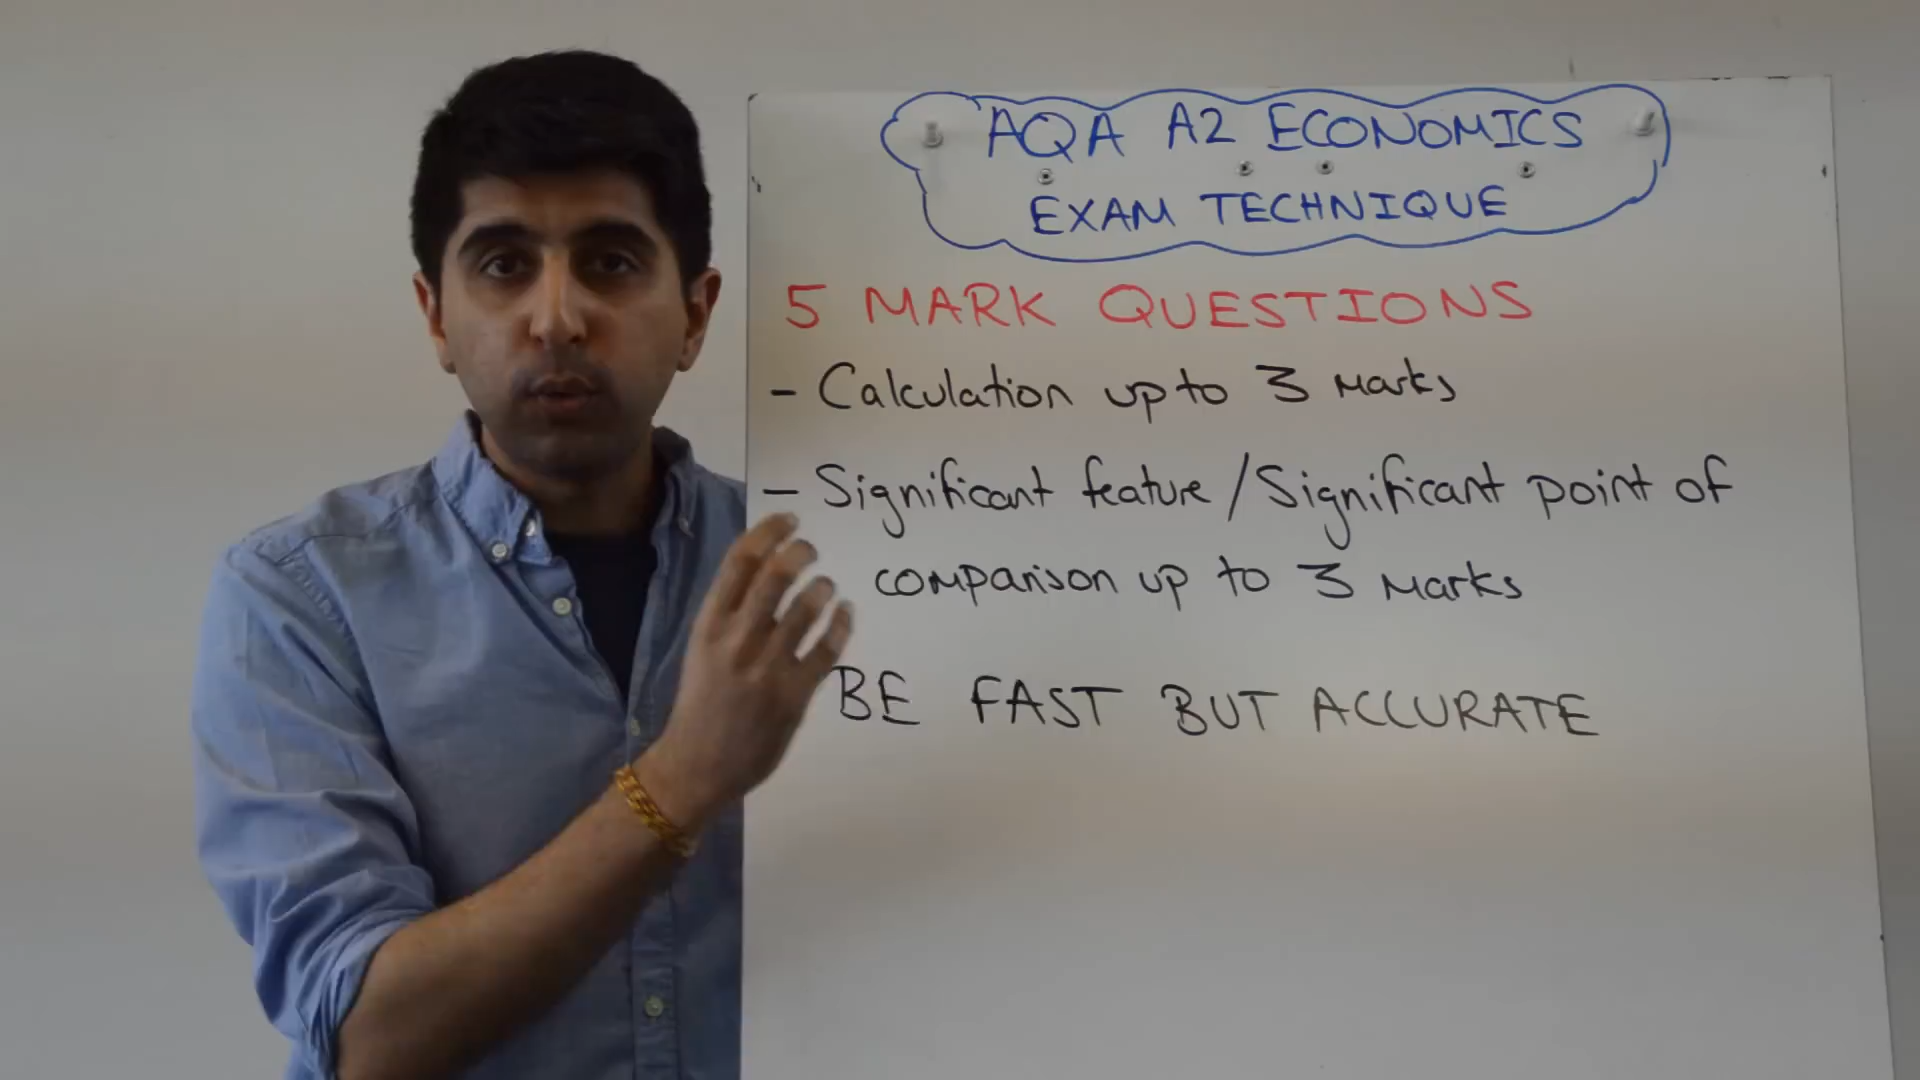 AQA A2 ECONOMICS
EXAM TECHNIQUE
5 MARK QUESTIONS
- Calculation up to 3 Marks
- Significant feature / Significant point of
comparison up to 3 Marks
BE FAST BUT ACCURATE